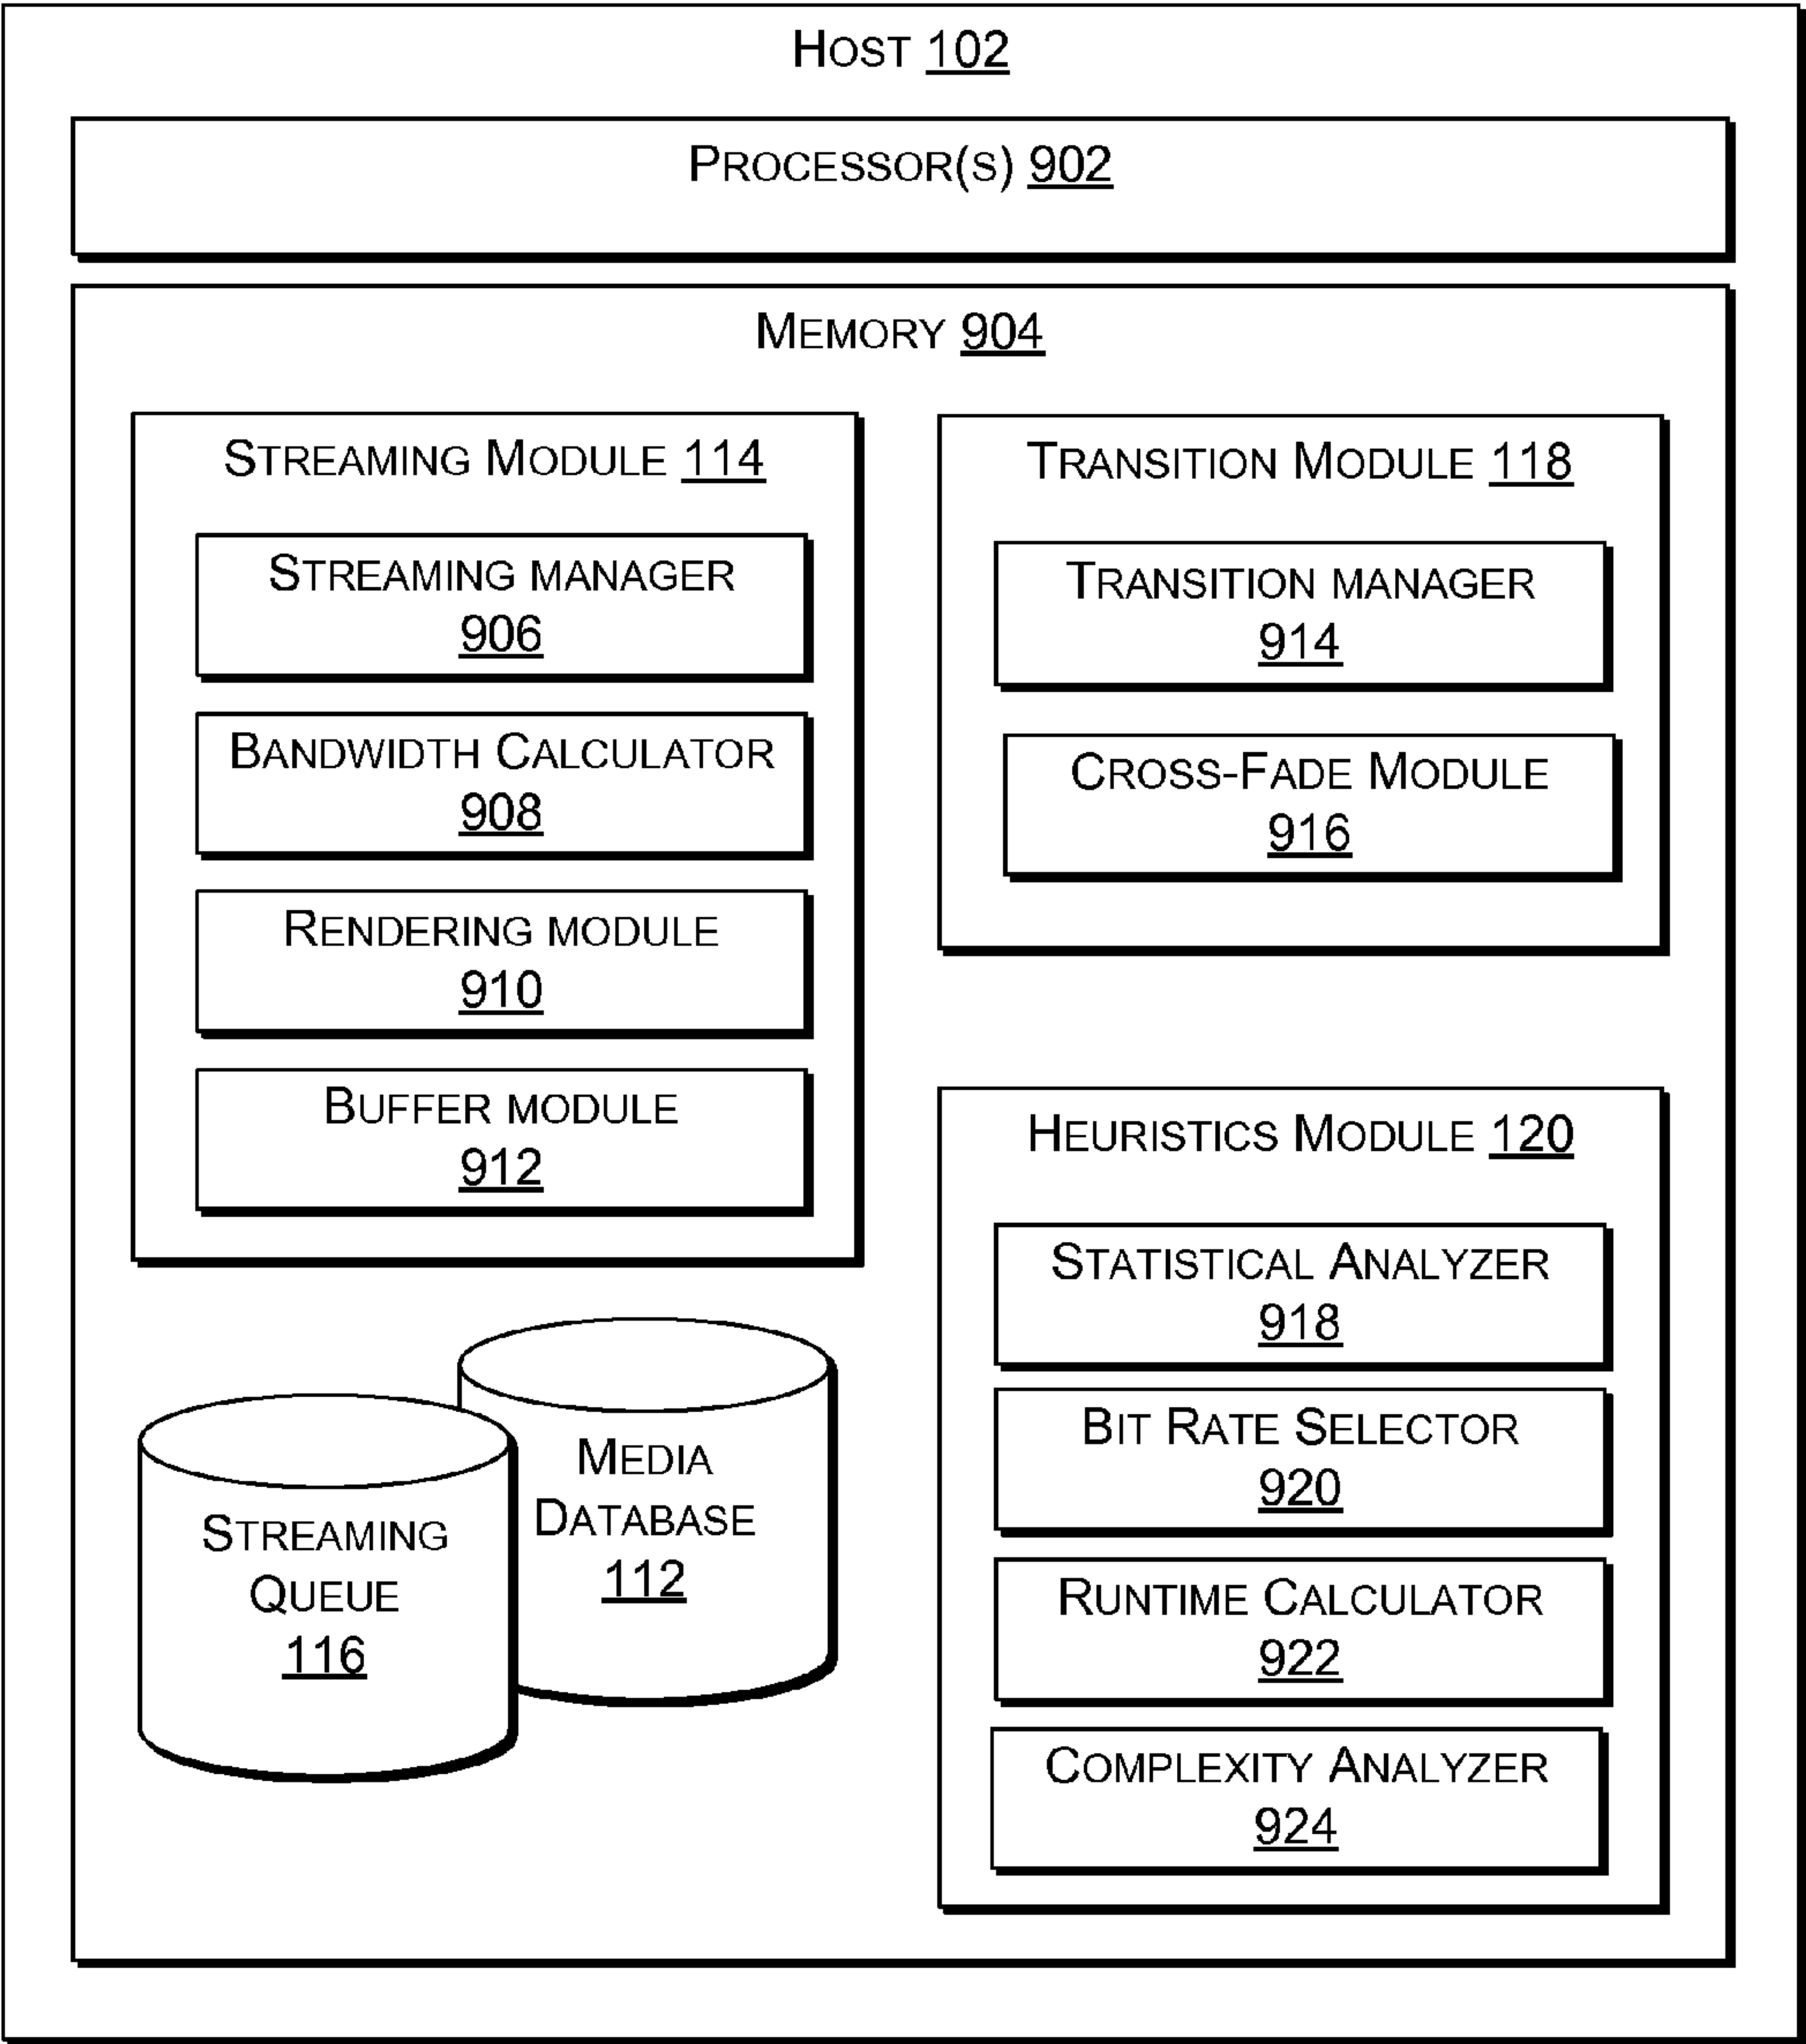 HOST 102
PROCESSOR(S) 902
MEMORY 904
STREAMING MODULE 114
STREAMING MANAGER
906
BANDWIDTH CALCULATOR
908
RENDERING MODULE
910
BUFFER MODULE
912
TRANSITION MODULE 118
TRANSITION MANAGER
914
CROSS-FADE MODULE
916
HEURISTICS MODULE 120
STATISTICAL ANALYZER
918
BIT RATE SELECTOR
920
RUNTIME CALCULATOR
922
COMPLEXITY ANALYZER
924
STREAMING
QUEUE
116
MEDIA
DATABASE
112